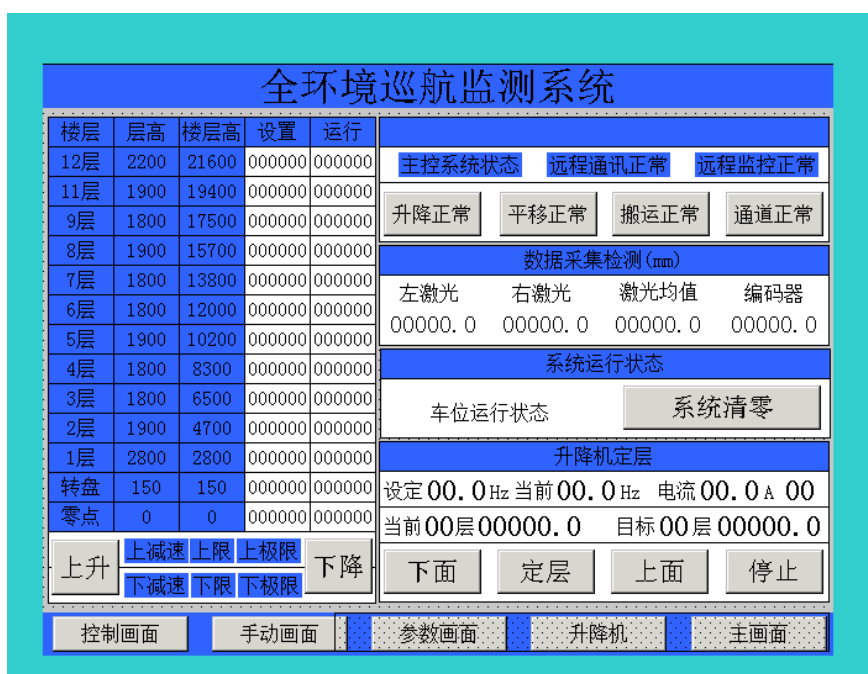 全环境巡航监测系统
楼层 层高 楼层高 设置 运行
12层 2200 21600 000000 000000
11层 1900 19400 000000 000000
9层 1800 17500 000000 000000
8层 1900 15700 000000 000000
7层 1800 13800 000000 000000
6层 1800 12000 000000 000000
5层 1900 10200 000000 000000
4层 1800 8300 000000 000000
3层 1800 6500 000000 000000
2层 1900 4700 000000 000000
1层 2800 2800 000000 000000
转盘 150 150 000000 000000
零点 0 0 000000 000000
上升 上减速 上限 上极限 下降
下减速 下限 下极限
主控系统状态 远程通讯正常 远程监控正常
升降正常 平移正常 搬运正常 通道正常
数据采集检测(mm)
左激光 右激光 激光均值 编码器
00000.0 00000.0 00000.0 00000.0
系统运行状态
车位运行状态 系统清零
升降机定层
设定00.0Hz 当前00.0Hz 电流00.0A 00
当前00层00000.0 目标00层00000.0
下面 定层 上面 停止
控制画面 手动画面 参数画面 升降机 主画面